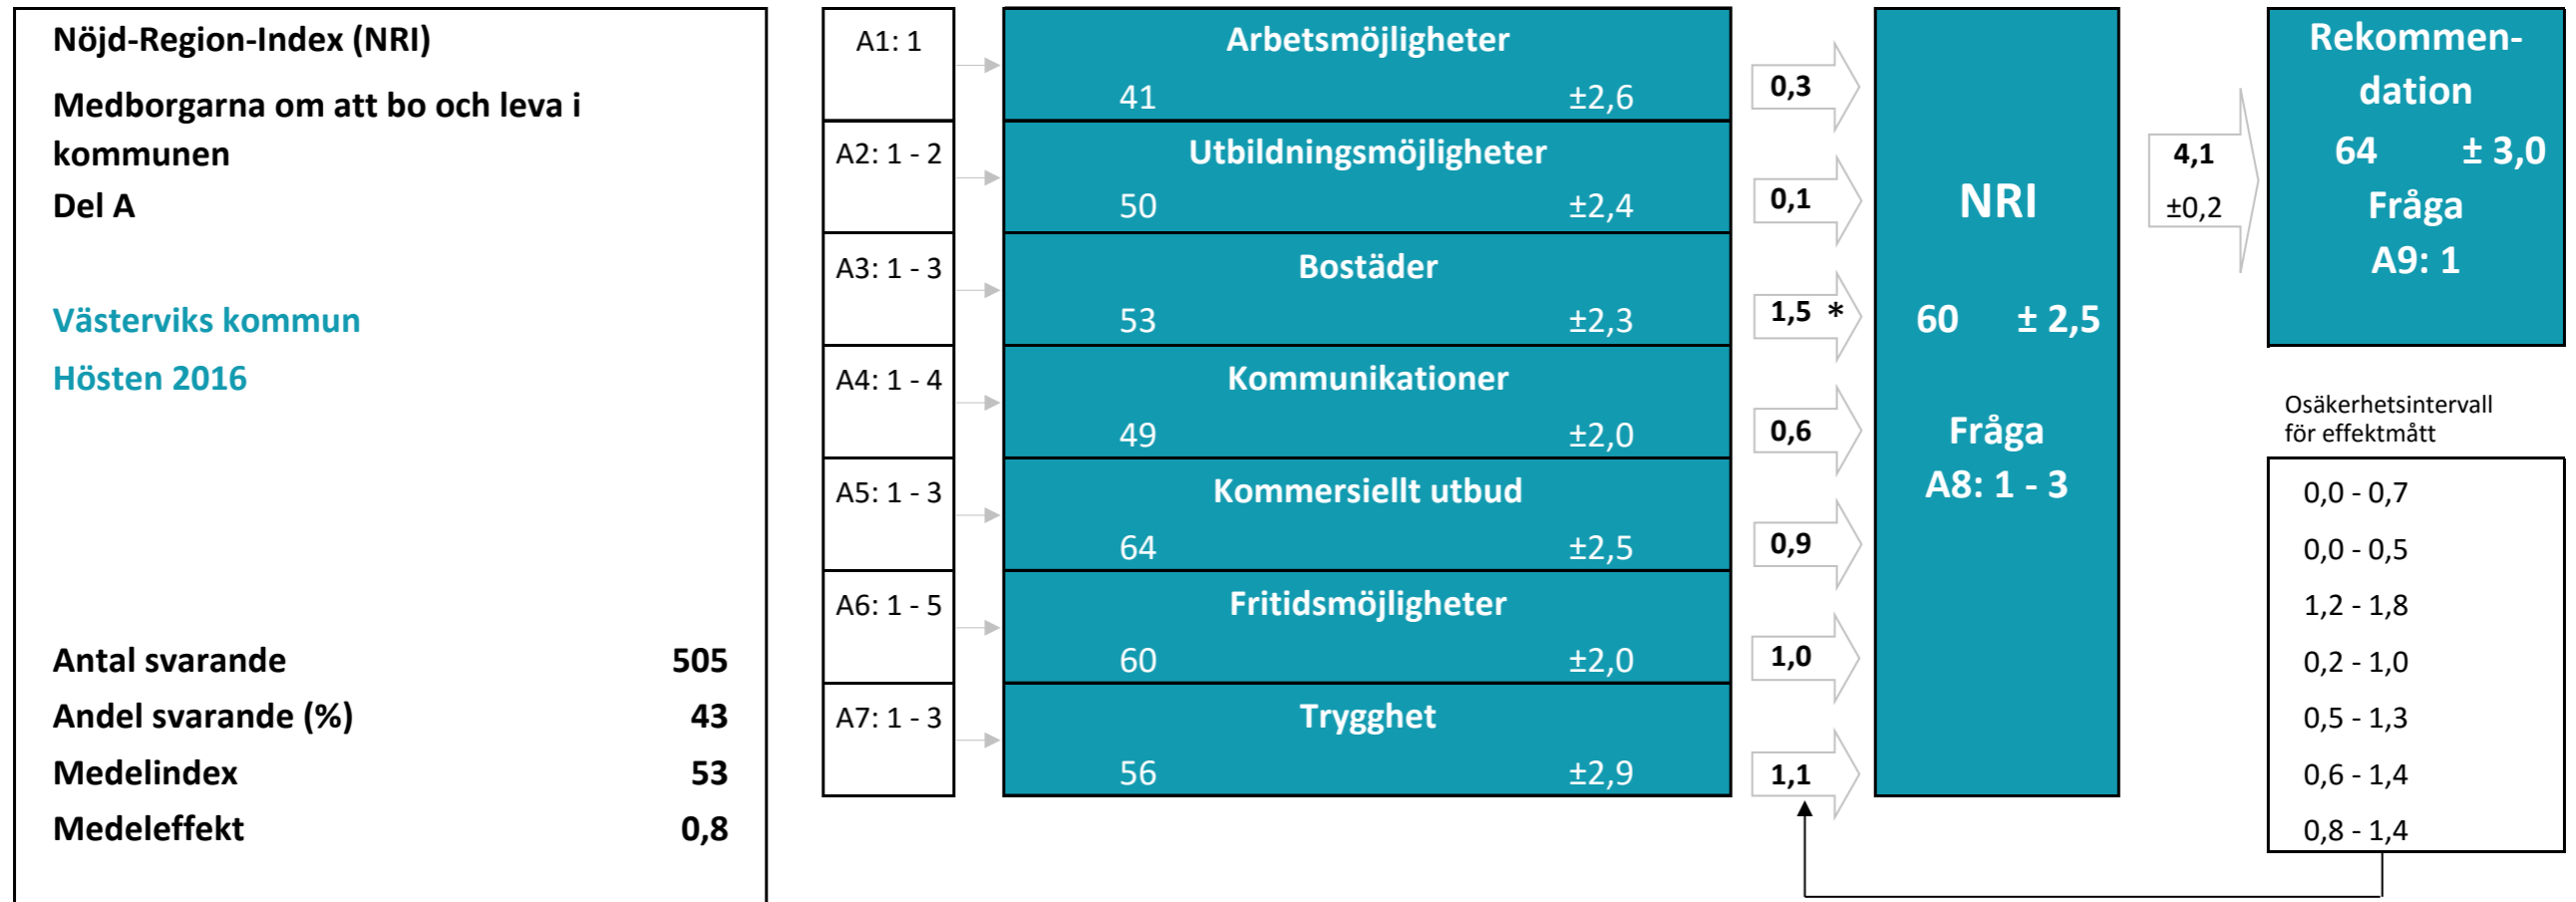 Nöjd-Region-Index (NRI)
Medborgarna om att bo och leva i
kommunen
Del A
Västerviks kommun
Hösten 2016
Antal svarande 505
Andel svarande (%) 43
Medelindex 53
Medeleffekt 0,8
A1: 1
Arbetsmöjligheter
41 ±2,6
0,3
A2: 1 - 2
Utbildningsmöjligheter
50 ±2,4
0,1
A3: 1 - 3
Bostäder
53 ±2,3
1,5 *
A4: 1 - 4
Kommunikationer
49 ±2,0
0,6
A5: 1 - 3
Kommersiellt utbud
64 ±2,5
0,9
A6: 1 - 5
Fritidsmöjligheter
60 ±2,0
1,0
A7: 1 - 3
Trygghet
56 ±2,9
1,1
NRI
60 ± 2,5
Fråga
A8: 1 - 3
4,1
±0,2
Rekommen-
dation
64 ± 3,0
Fråga
A9: 1
Osäkerhetsintervall
för effektmått
0,0 - 0,7
0,0 - 0,5
1,2 - 1,8
0,2 - 1,0
0,5 - 1,3
0,6 - 1,4
0,8 - 1,4